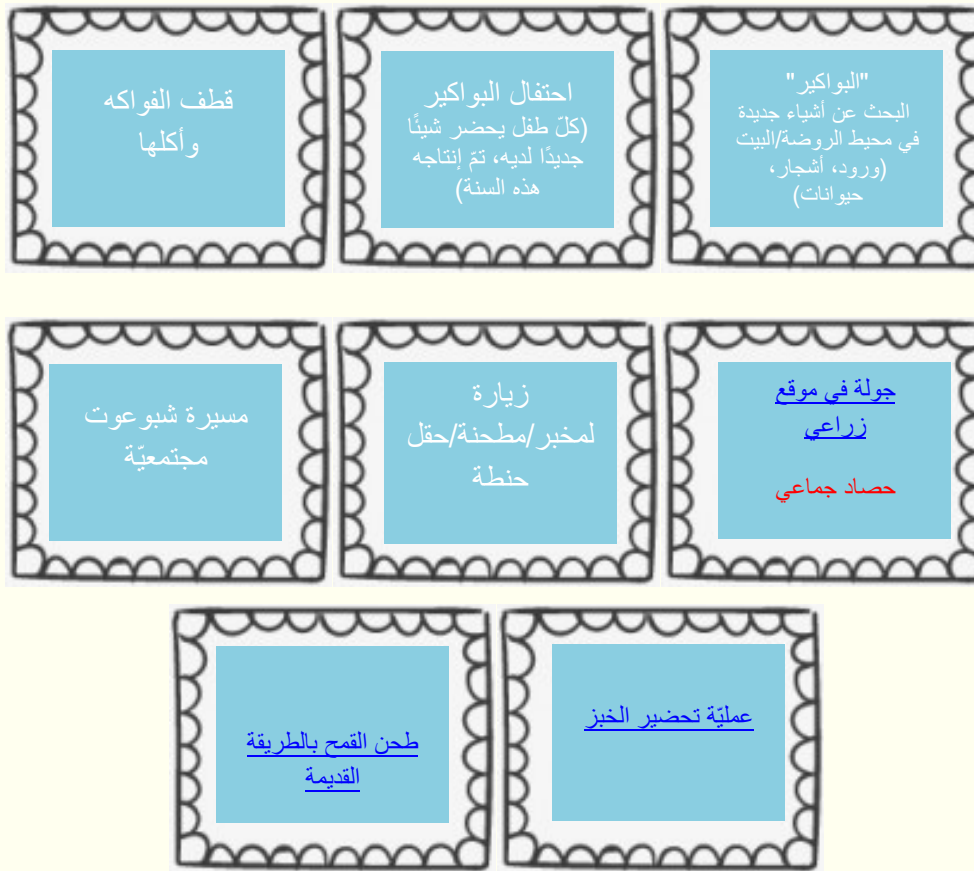 "البواكير"
البحث عن أشياء جديدة
في محيط الروضة/البيت
(ورود، أشجار،
حيوانات)
احتفال البواكير
(كلّ طفل يحضر شيئًا
جديدًا لديه، تمّ إنتاجه
هذه السنة)
قطف الفواكه
وأكلها
جولة في موقع
زراعي
حصاد جماعي
زيارة
لمخبر/مطحنة/حقل
حنطة
مسيرة شبوعوت
مجتمعيّة
عمليّة تحضير الخبز
طحن القمح بالطريقة
القديمة